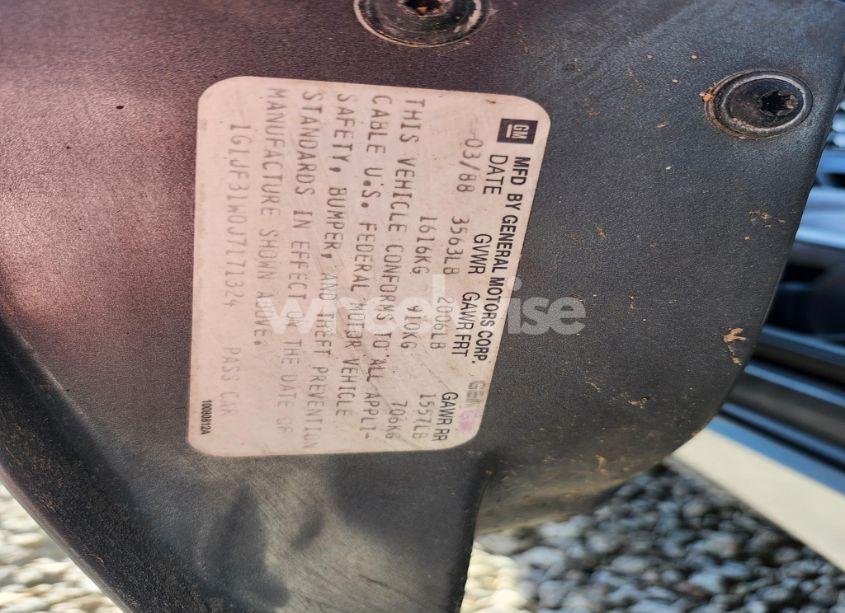 GM MFD BY GENERAL MOTORS CORP.
DATE GVWR GAWR FRT GAWR RR
03/88 3563LB 2006LB 1557LB
1616KG 910KG 706KG
THIS VEHICLE CONFORMS TO ALL APPLI-
CABLE U.S. FEDERAL MOTOR VEHICLE
SAFETY, BUMPER, AND THEFT PREVENTION
STANDARDS IN EFFECT ON THE DATE OF
MANUFACTURE SHOWN ABOVE.
1G1JF31W0J7171324 PASS CAR
10083812A